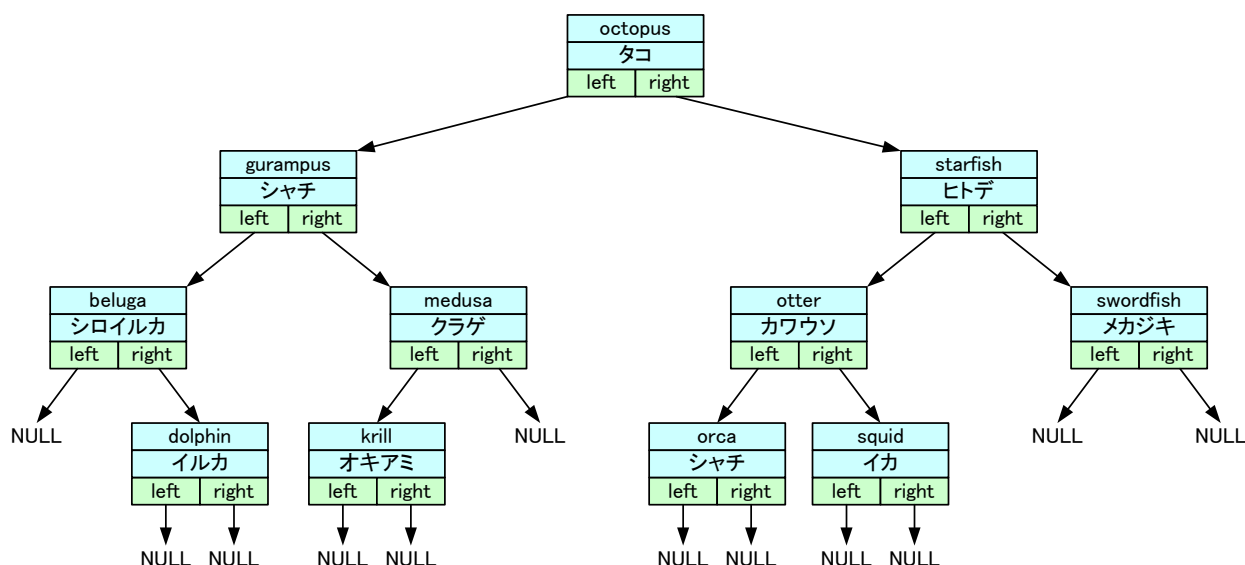 octopus
タコ
left right
gurampus
シャチ
left right
starfish
ヒトデ
left right
beluga
シロイルカ
left right
medusa
クラゲ
left right
otter
カワウソ
left right
swordfish
メカジキ
left right
NULL
dolphin
イルカ
left right
krill
オキアミ
left right
NULL
orca
シャチ
left right
squid
イカ
left right
NULL NULL
NULL NULL NULL NULL NULL NULL NULL NULL